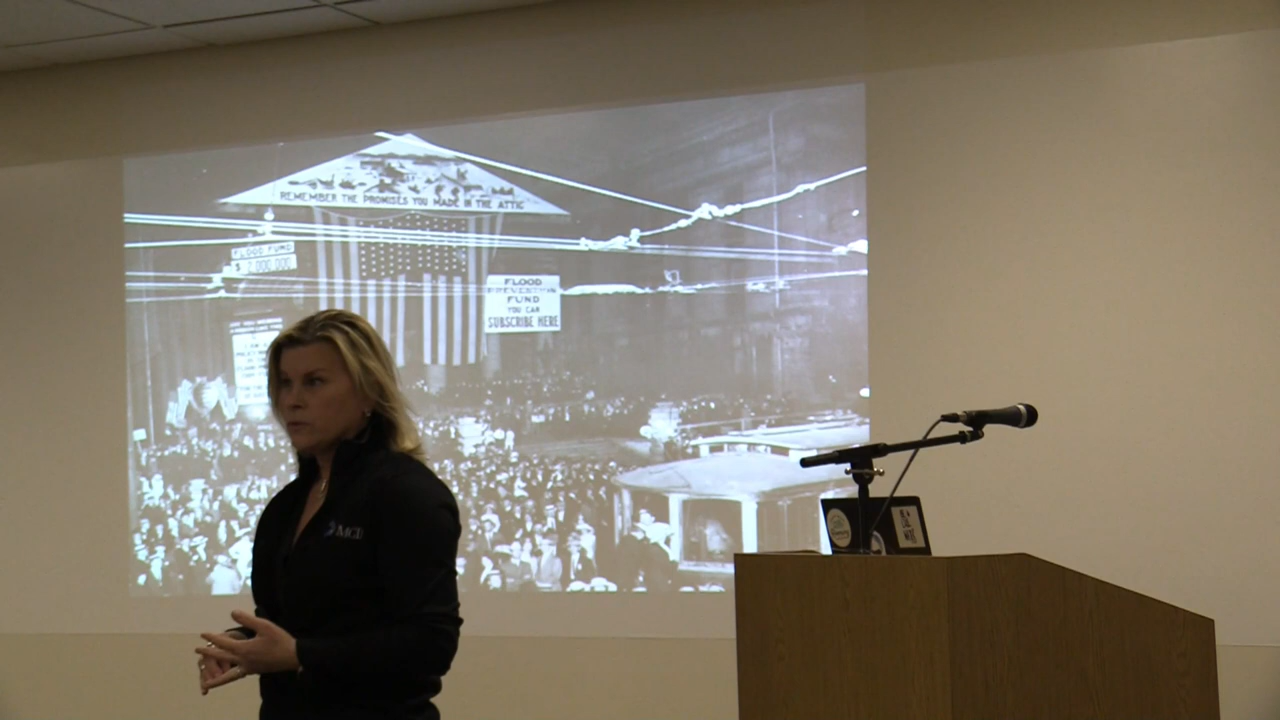 REMEMBER THE PROMISES YOU MADE IN THE ATTIC
FLOOD FUND
$ 2,000,000
FLOOD
PREVENTION
FUND
YOU CAN
SUBSCRIBE HERE
MCD